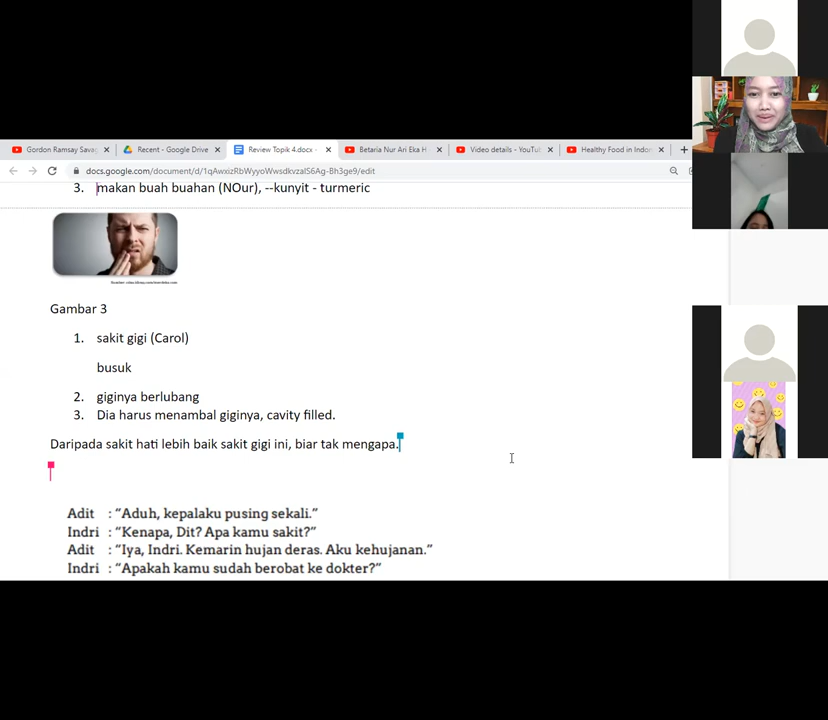 Gordon Ramsay Sava
Recent - Google Drive
Review Topik 4.docx -
Betaria Nur Ari Eka H
Video details - YouTu
Healthy Food in Indo
docs.google.com/document/d/1qAwxizRbWyyoWwsdkvzaIS6Ag-Bh3ge9/edit
3. makan buah buahan (NOur), --kunyit - turmeric
Gambar 3
1. sakit gigi (Carol)
busuk
2. giginya berlubang
3. Dia harus menambal giginya, cavity filled.
Daripada sakit hati lebih baik sakit gigi ini, biar tak mengapa.
Adit : “Aduh, kepalaku pusing sekali.”
Indri : “Kenapa, Dit? Apa kamu sakit?”
Adit : “Iya, Indri. Kemarin hujan deras. Aku kehujanan.”
Indri : “Apakah kamu sudah berobat ke dokter?”